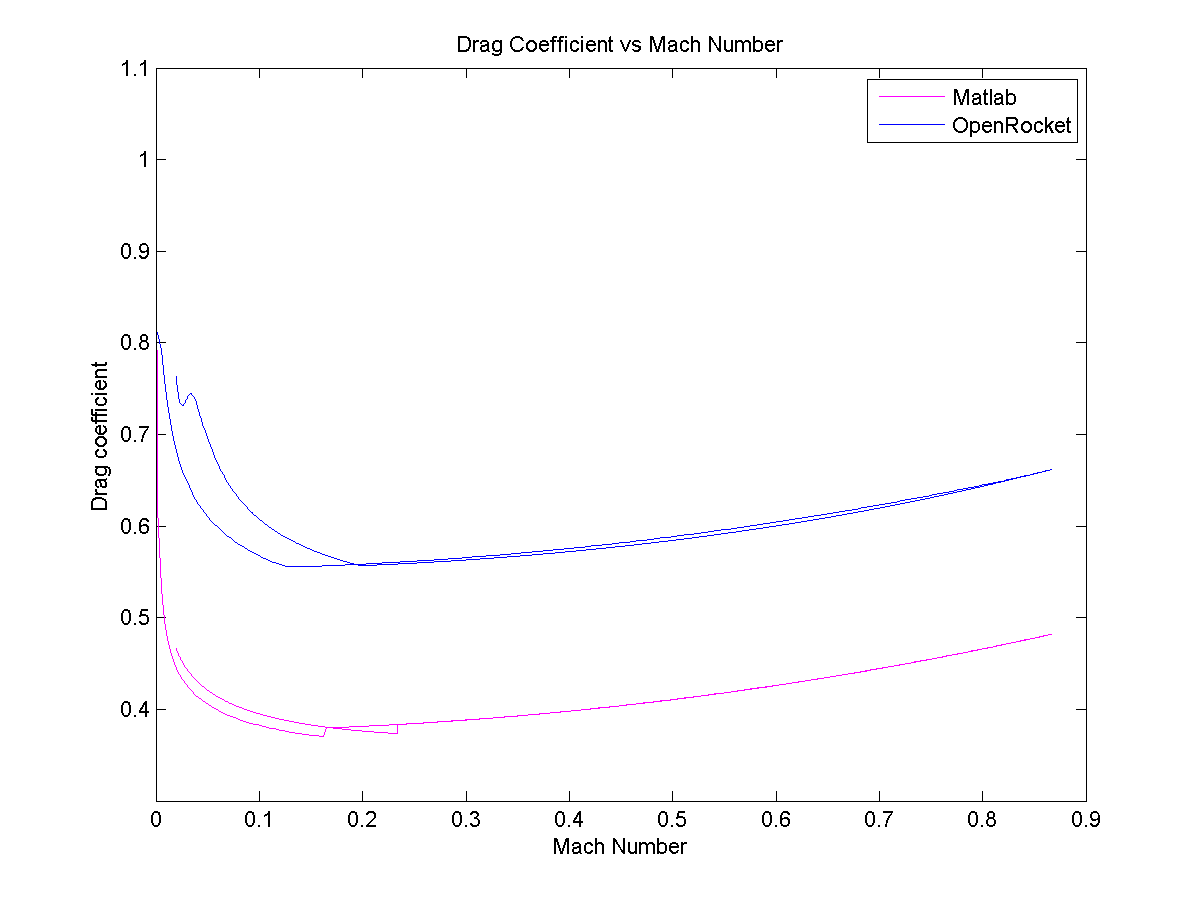 Drag Coefficient vs Mach Number
Matlab
OpenRocket
Drag coefficient
1.1
1
0.9
0.8
0.7
0.6
0.5
0.4
0 0.1 0.2 0.3 0.4 0.5 0.6 0.7 0.8 0.9
Mach Number